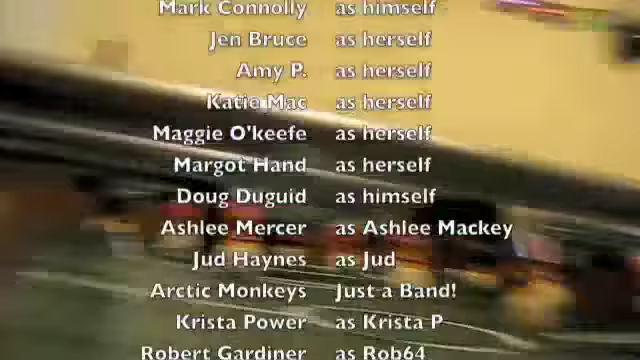 Mark Connolly as himself
Jen Bruce as herself
Amy P. as herself
Katie Mac as herself
Maggie O'keefe as herself
Margot Hand as herself
Doug Duguid as himself
Ashlee Mercer as Ashlee Mackey
Jud Haynes as Jud
Arctic Monkeys Just a Band!
Krista Power as Krista P
Robert Gardiner as Rob64